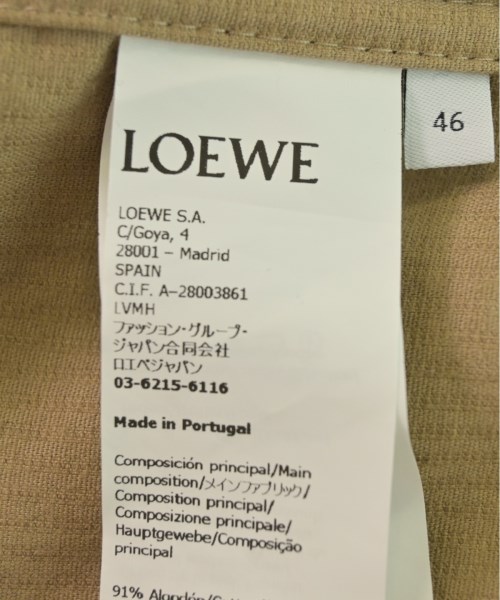 LOEWE
46
LOEWE S.A.
C/Goya, 4
28001 – Madrid
SPAIN
C.I.F. A–28003861
LVMH
ファッション・グループ・
ジャパン合同会社
ロエベジャパン
03-6215-6116
Made in Portugal
Composición principal/Main
composition/メインファブリック/
Composition principal/
Composizione principale/
Hauptgewebe/Composição
principal
91% Algodón/